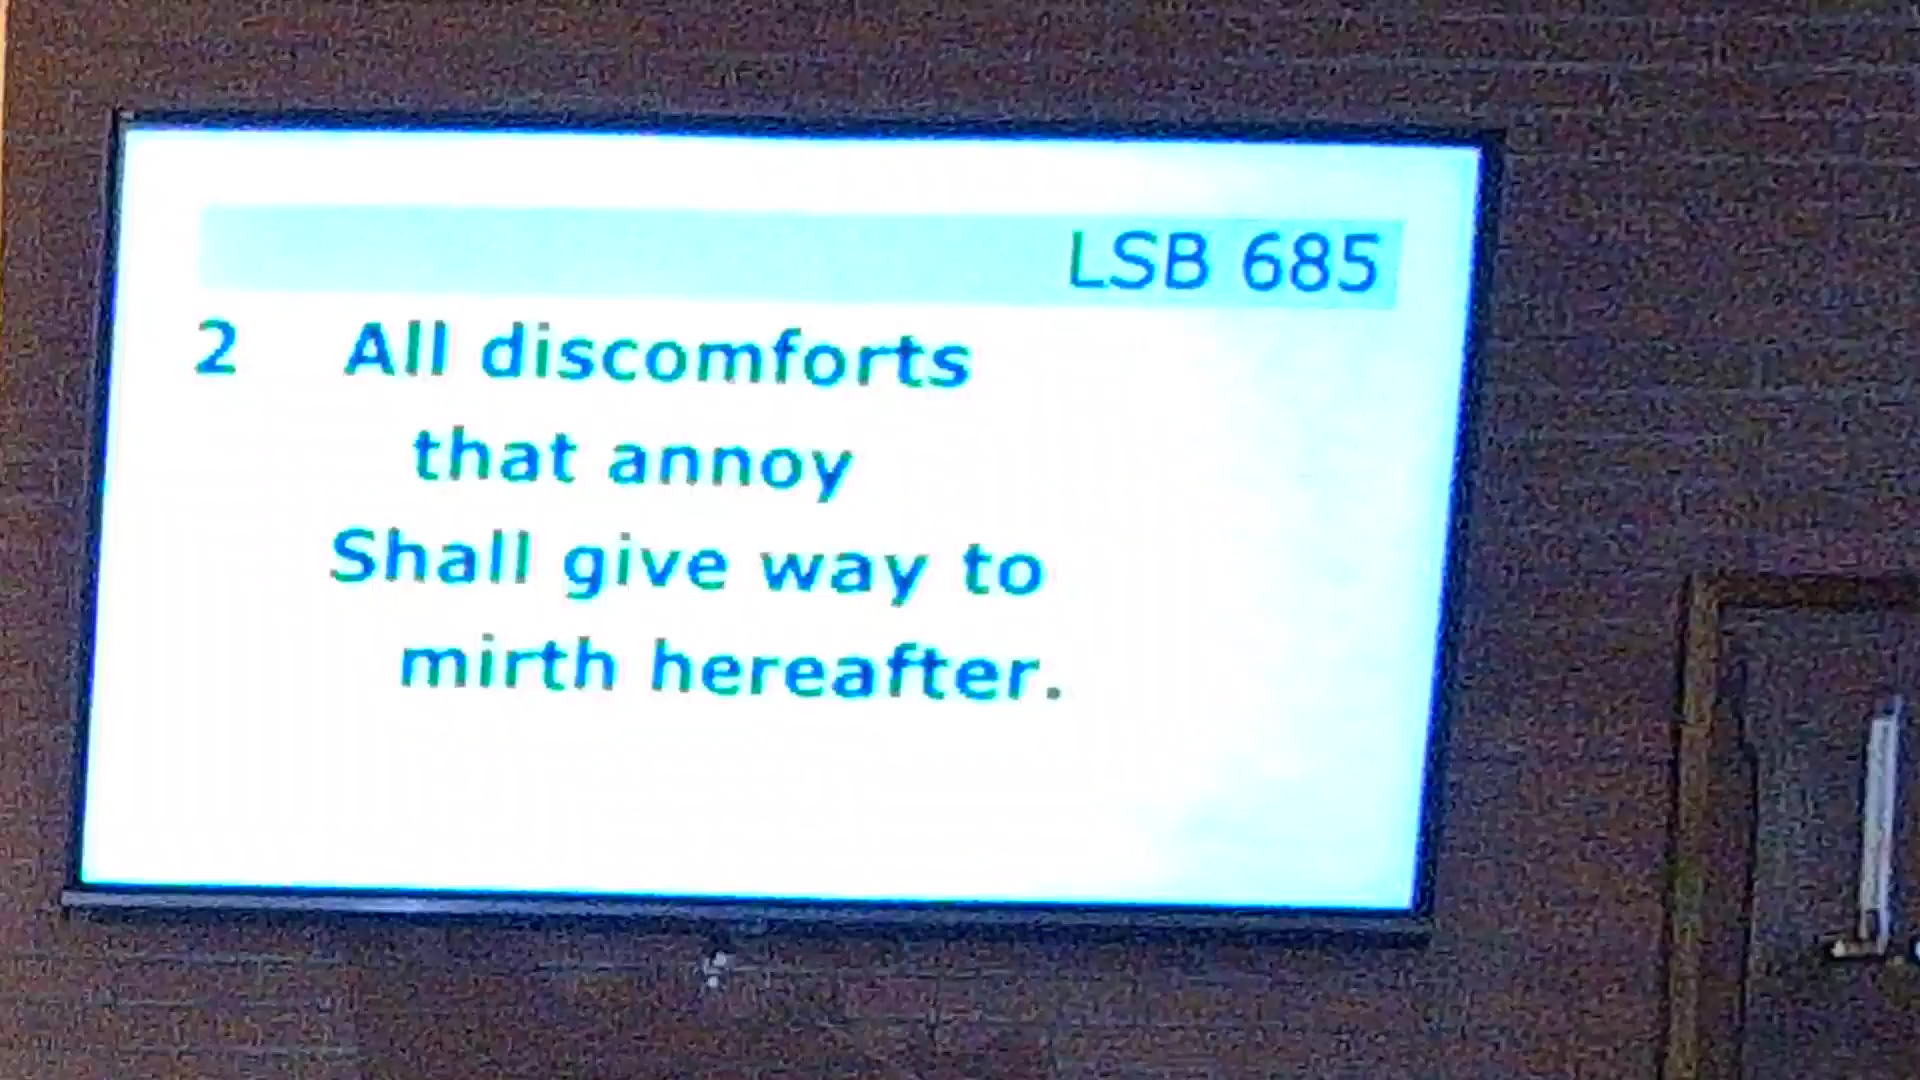 LSB 685
2 All discomforts
that annoy
Shall give way to
mirth hereafter.